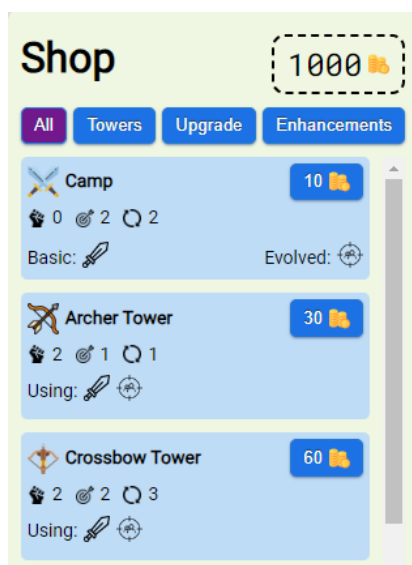 Shop
1000
All Towers Upgrade Enhancements
Camp 10
0 2 2
Basic: Evolved:
Archer Tower 30
2 1 1
Using:
Crossbow Tower 60
2 2 3
Using: